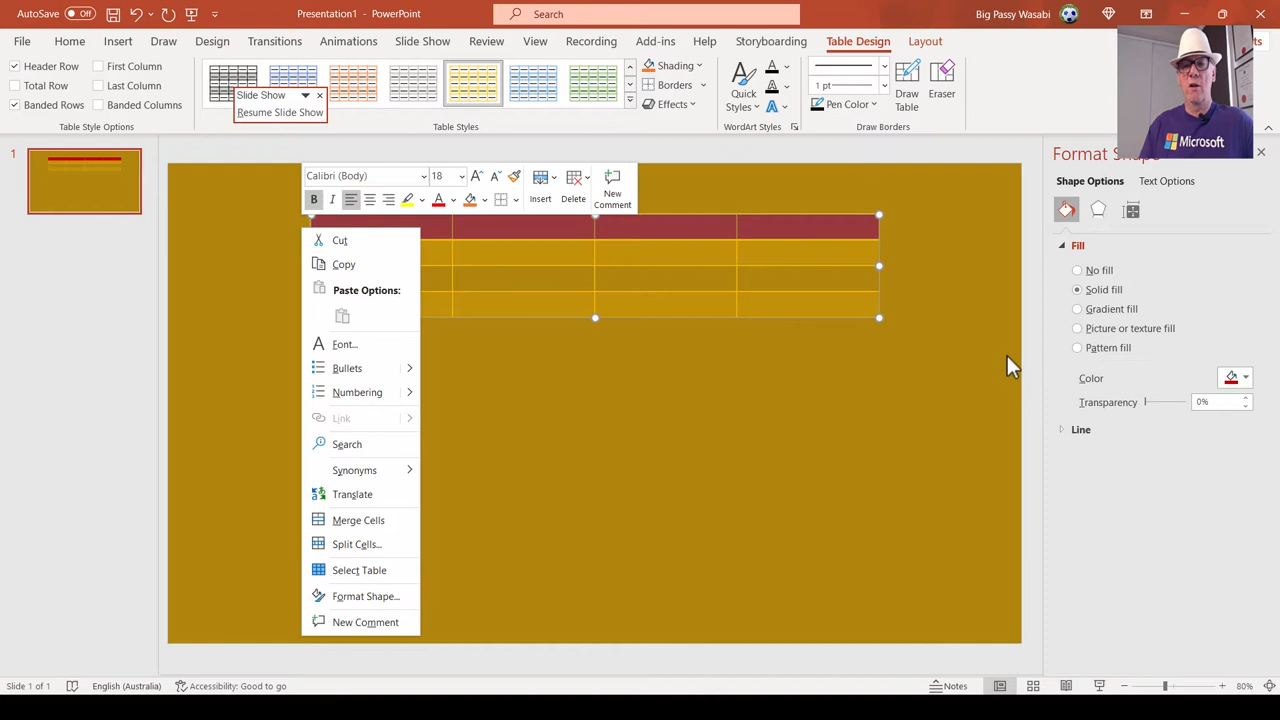 AutoSave Off Presentation1 - PowerPoint Search Big Passy Wasabi
File Home Insert Draw Design Transitions Animations Slide Show Review View Recording Add-ins Help Storyboarding Table Design Layout
Header Row First Column
Total Row Last Column
Banded Rows Banded Columns
Table Style Options
Slide Show
Resume Slide Show
Table Styles
Shading
Borders
Effects
Quick
Styles
WordArt Styles
1 pt
Pen Color
Draw
Table
Eraser
Draw Borders
Microsoft
1
Calibri (Body) 18
B I A
Insert Delete New
Comment
Cut
Copy
Paste Options:
Font...
Bullets
Numbering
Link
Search
Synonyms
Translate
Merge Cells
Split Cells...
Select Table
Format Shape...
New Comment
Format
Shape Options Text Options
Fill
No fill
Solid fill
Gradient fill
Picture or texture fill
Pattern fill
Color
Transparency 0%
Line
Slide 1 of 1 English (Australia) Accessibility: Good to go Notes 80%